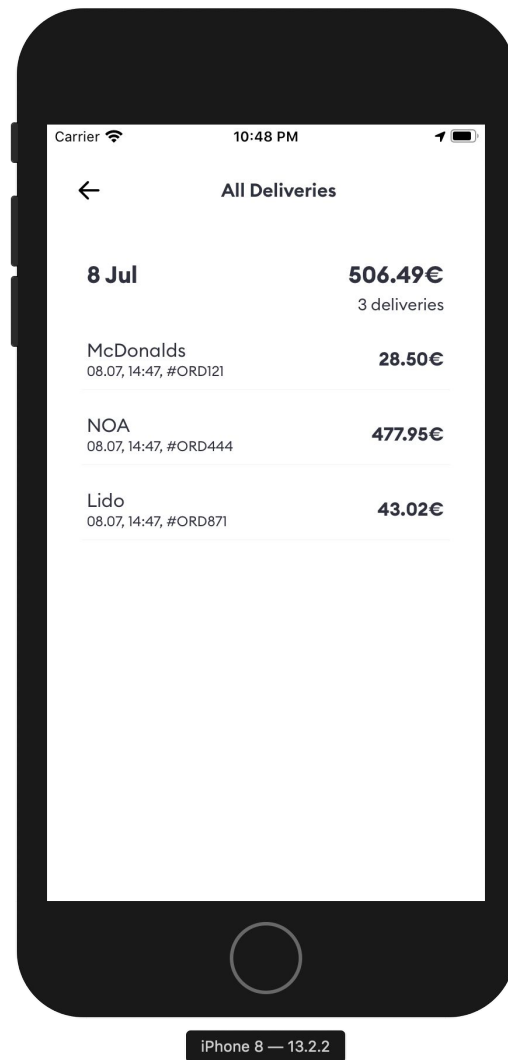 Carrier 10:48 PM
All Deliveries
8 Jul 506.49€
3 deliveries
McDonalds 28.50€
08.07, 14:47, #ORD121
NOA 477.95€
08.07, 14:47, #ORD444
Lido 43.02€
08.07, 14:47, #ORD871
iPhone 8 — 13.2.2